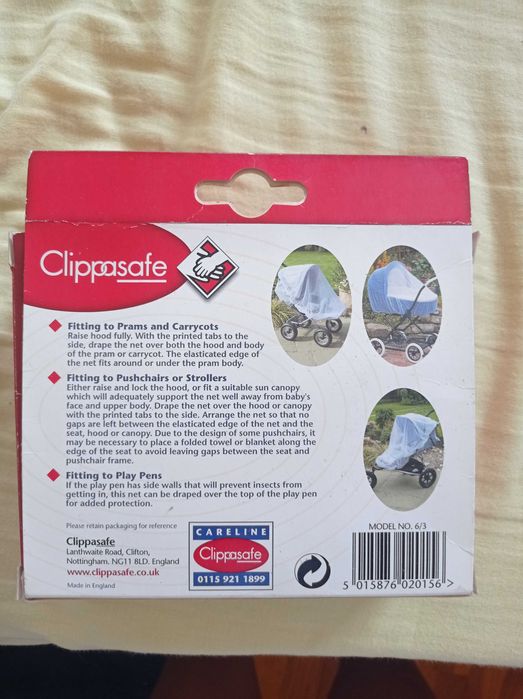 Clippasafe
Fitting to Prams and Carrycots
Raise hood fully. With the printed tabs to the
side, drape the net over both the hood and body
of the pram or carrycot. The elasticated edge of
the net fits around or under the pram body.
Fitting to Pushchairs or Strollers
Either raise and lock the hood, or fit a suitable sun canopy
which will adequately support the net well away from baby's
face and upper body. Drape the net over the hood or canopy
with the printed tabs to the side. Arrange the net so that no
gaps are left between the elasticated edge of the net and the
seat, hood or canopy. Due to the design of some pushchairs, it
may be necessary to place a folded towel or blanket along the
edge of the seat to avoid leaving gaps between the seat and
pushchair frame.
Fitting to Play Pens
If the play pen has side walls that will prevent insects from
getting in, this net can be draped over the top of the play pen
for added protection.
Please retain packaging for reference
Clippasafe
Lanthwaite Road, Clifton,
Nottingham. NG11 8LD. England
www.clippasafe.co.uk
Made in England
CARELINE
Clippasafe
0115 921 1899
MODEL NO. 6/3
5 015876 020156 >